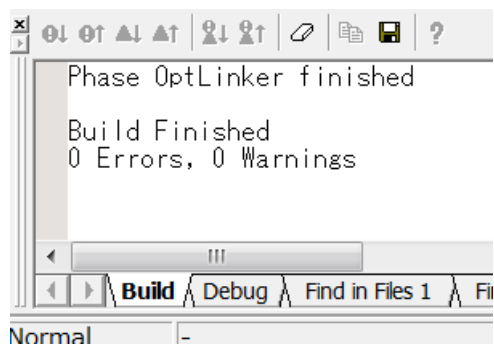 Phase OptLinker finished
Build Finished
0 Errors, 0 Warnings
Build Debug Find in Files 1
Normal -